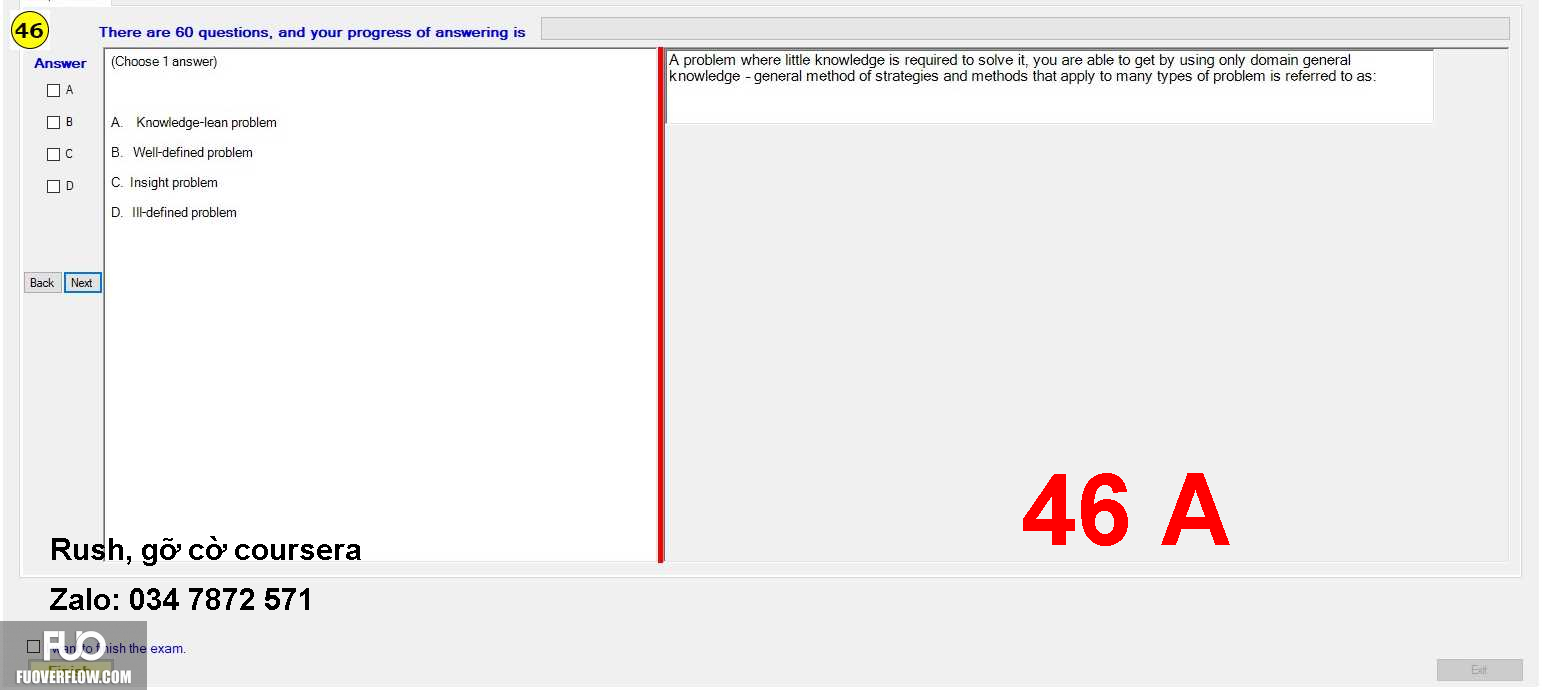 46
There are 60 questions, and your progress of answering is
Answer
A
B
C
D
Back
Next
(Choose 1 answer)
A. Knowledge-lean problem
B. Well-defined problem
C. Insight problem
D. Ill-defined problem
A problem where little knowledge is required to solve it, you are able to get by using only domain general
knowledge - general method of strategies and methods that apply to many types of problem is referred to as:
46 A
Rush, gỡ cờ coursera
Zalo: 034 7872 571
want to finish the exam.
Finish
FUO
FUOVERFLOW.COM
Exit